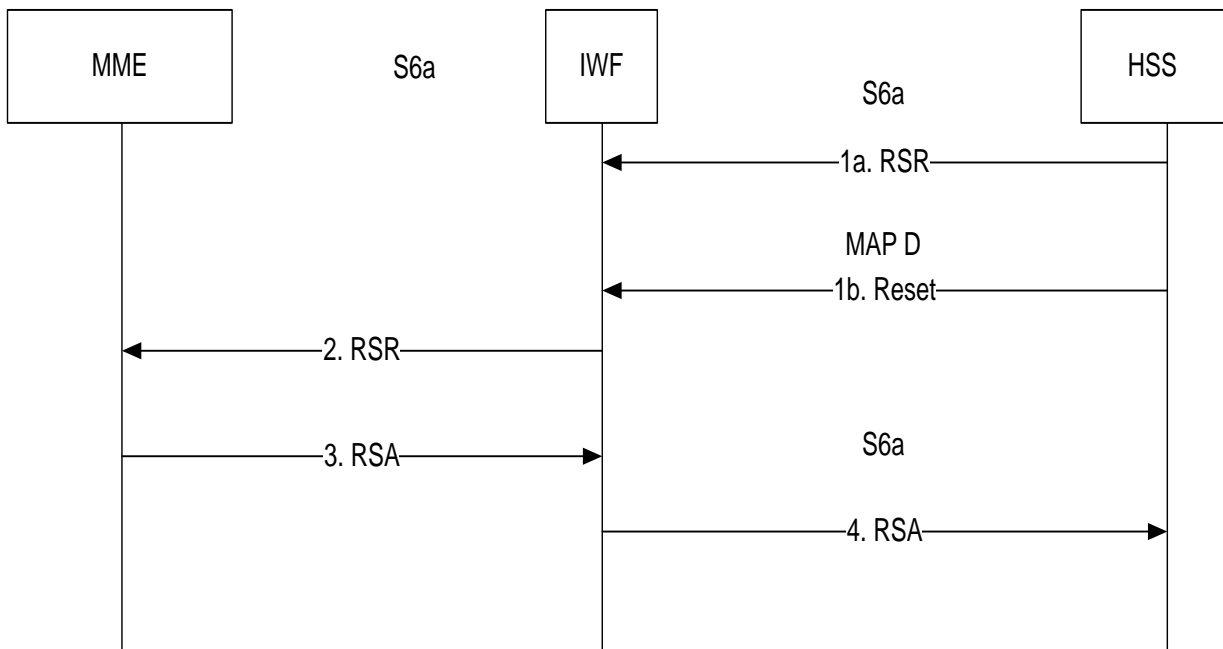 MME
S6a
IWF
HSS
S6a
1a. RSR
MAP D
1b. Reset
2. RSR
3. RSA
S6a
4. RSA